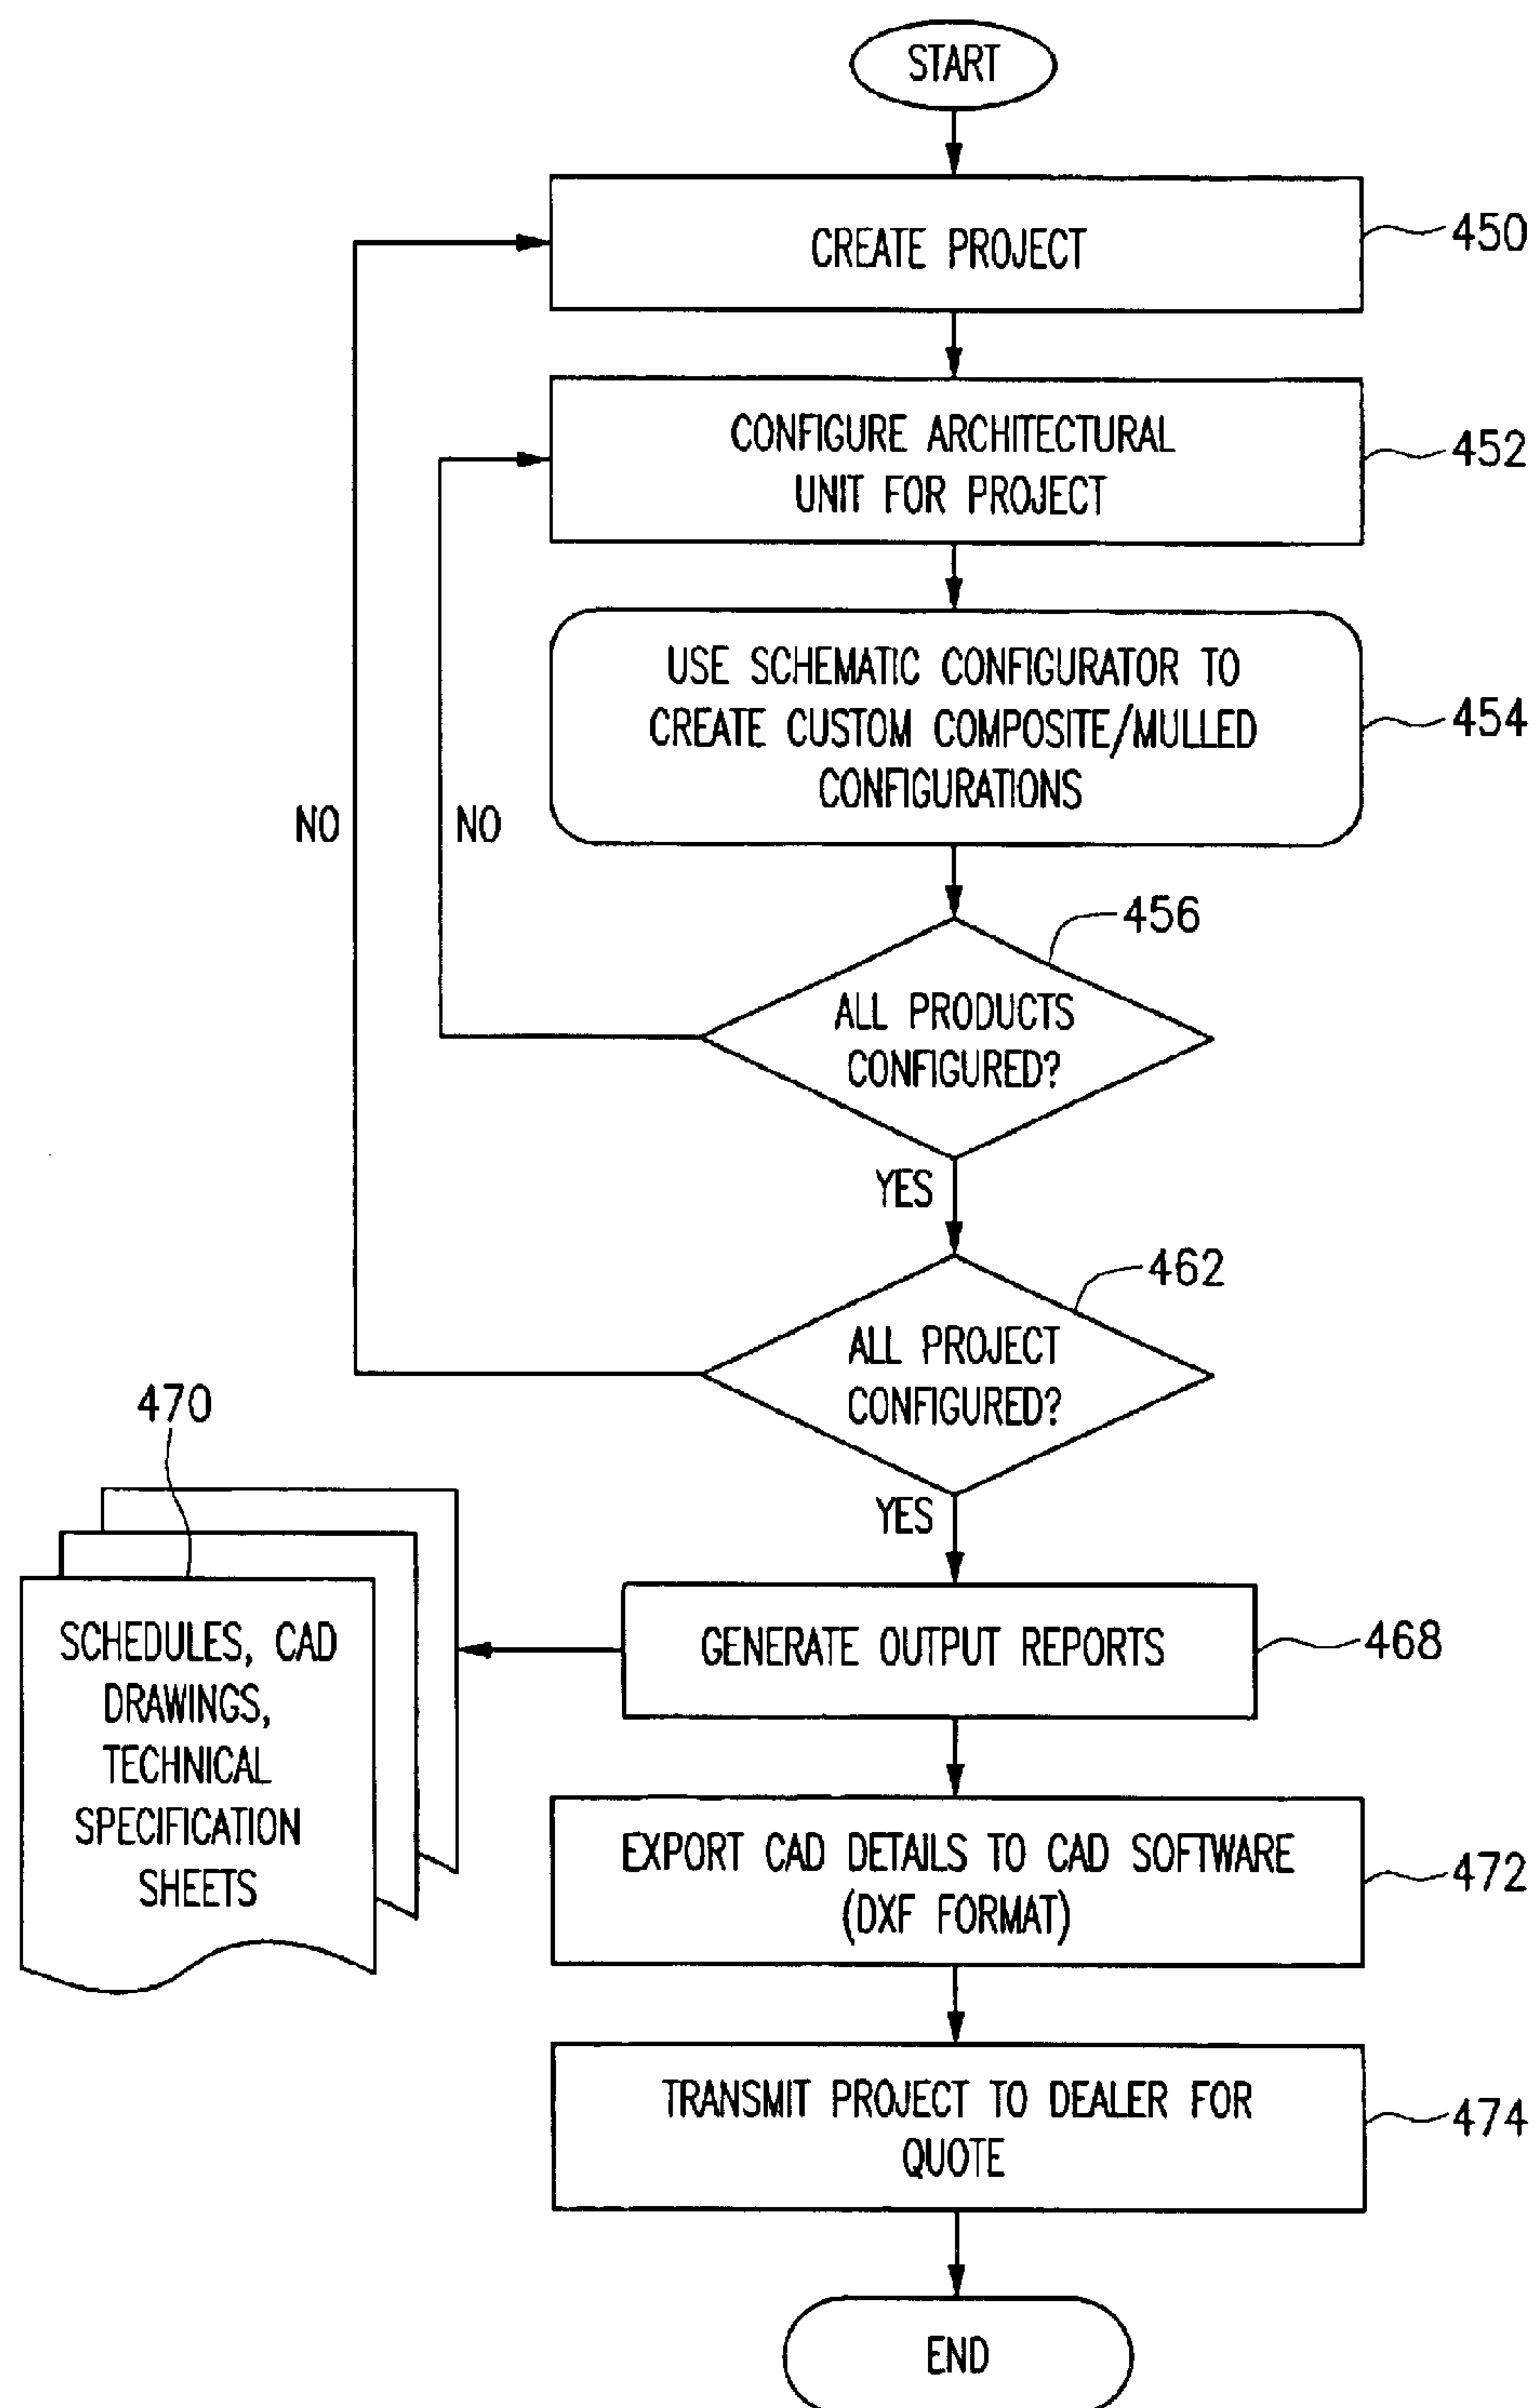 START
CREATE PROJECT
450
CONFIGURE ARCHITECTURAL
UNIT FOR PROJECT
452
USE SCHEMATIC CONFIGURATOR TO
CREATE CUSTOM COMPOSITE/MULLED
CONFIGURATIONS
454
NO
NO
456
ALL PRODUCTS
CONFIGURED?
YES
462
ALL PROJECT
CONFIGURED?
YES
470
SCHEDULES, CAD
DRAWINGS,
TECHNICAL
SPECIFICATION
SHEETS
GENERATE OUTPUT REPORTS
468
EXPORT CAD DETAILS TO CAD SOFTWARE
(DXF FORMAT)
472
TRANSMIT PROJECT TO DEALER FOR
QUOTE
474
END